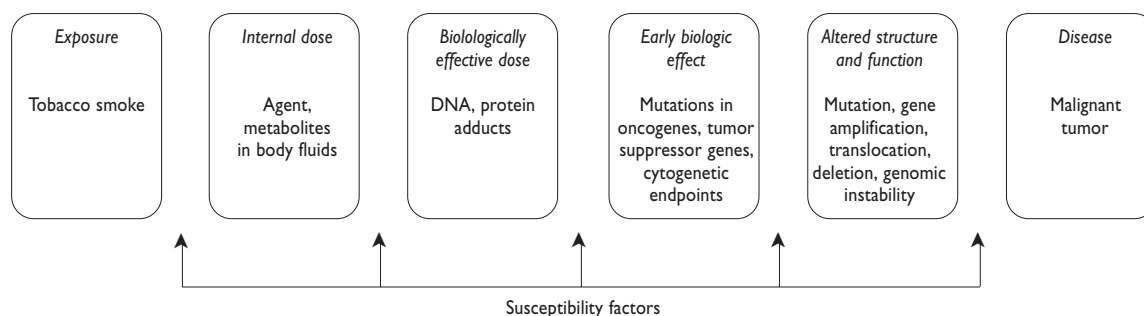 Exposure
Tobacco smoke
Internal dose
Agent,
metabolites
in body fluids
Biolologically
effective dose
DNA, protein
adducts
Early biologic
effect
Mutations in
oncogenes, tumor
suppressor genes,
cytogenetic
endpoints
Altered structure
and function
Mutation, gene
amplification,
translocation,
deletion, genomic
instability
Disease
Malignant
tumor
Susceptibility factors